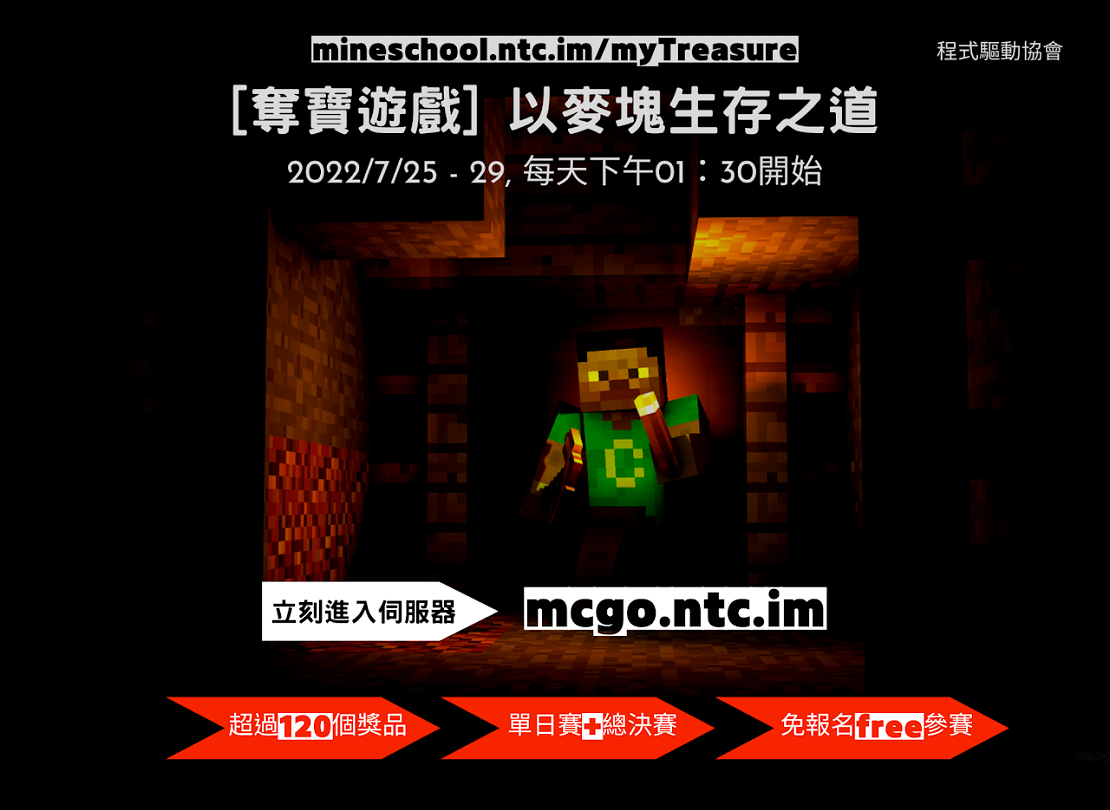 mineschool.ntc.im/myTreasure
程式驅動協會
[奪寶遊戲] 以麥塊生存之道
2022/7/25 - 29, 每天下午01：30開始
C
立刻進入伺服器
mcgo.ntc.im
超過120個獎品
單日賽+總決賽
免報名free參賽